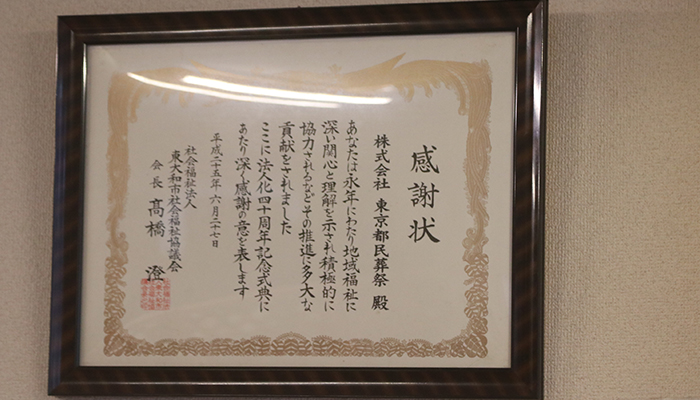 感謝状
株式会社 東京都民葬祭 殿
あなたは永年にわたり地域福祉に
深い関心と理解を示され積極的に
協力されるなどその推進に多大な
貢献をされました
ここに法人化四十周年記念式典に
あたり深く感謝の意を表します
平成二十五年 六月二十七日
社会福祉法人
東大和市社会福祉協議会
会長 髙橋 澄